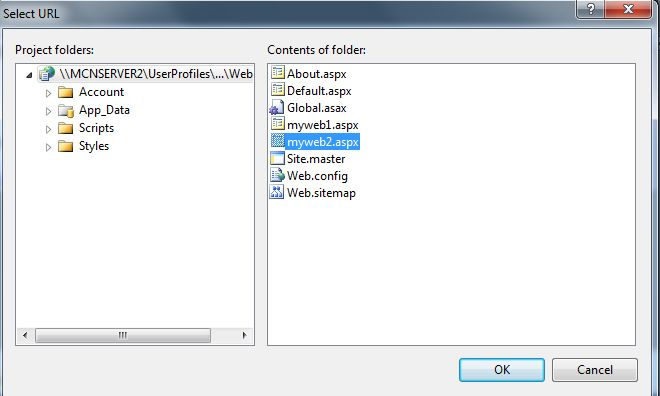 Select URL
Project folders:
\\MCNSERVER2\UserProfiles\...\Web
Account
App_Data
Scripts
Styles
Contents of folder:
About.aspx
Default.aspx
Global.asax
myweb1.aspx
myweb2.aspx
Site.master
Web.config
Web.sitemap
OK
Cancel